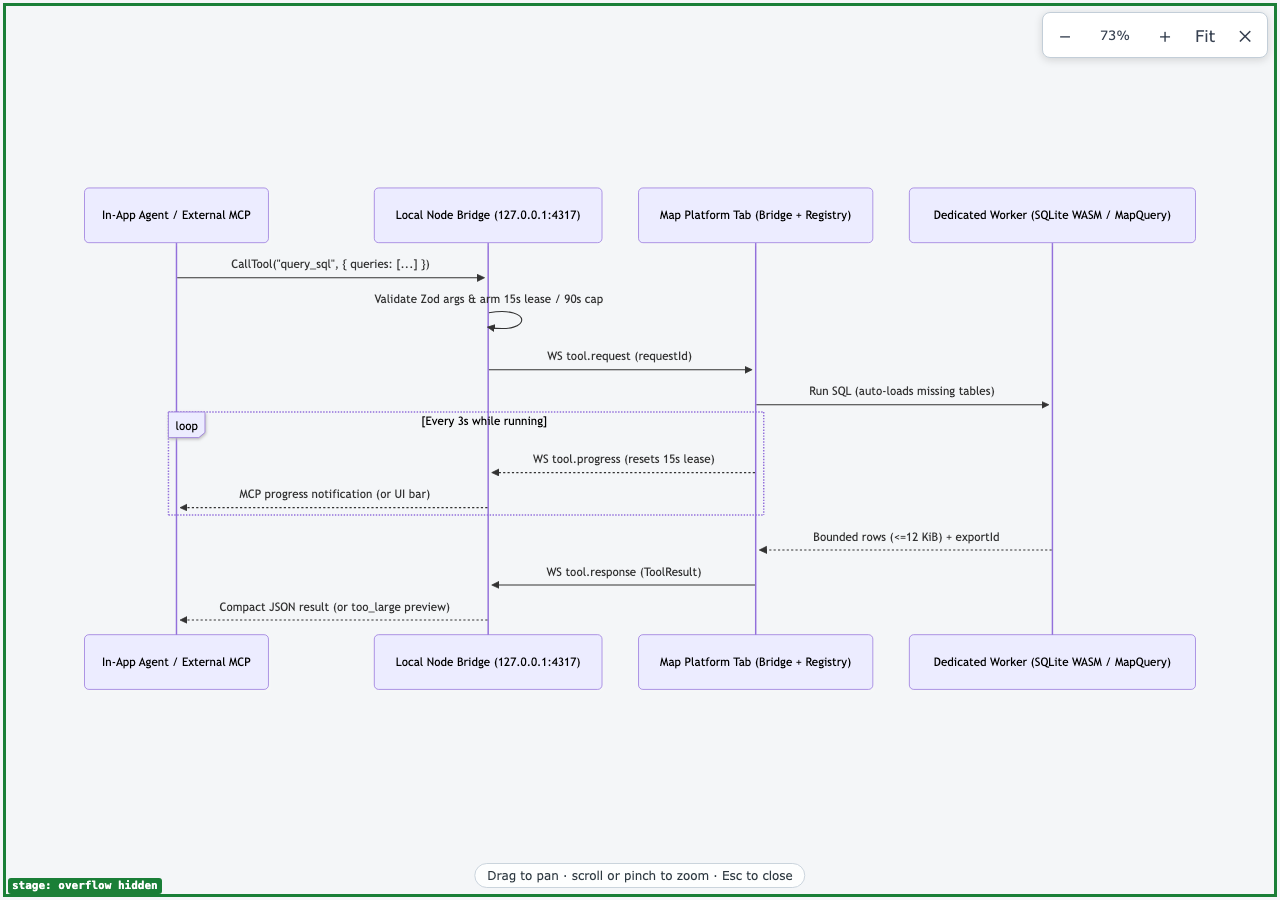 − 73% + Fit ×
In-App Agent / External MCP
Local Node Bridge (127.0.0.1:4317)
Map Platform Tab (Bridge + Registry)
Dedicated Worker (SQLite WASM / MapQuery)
CallTool("query_sql", { queries: [...] })
Validate Zod args & arm 15s lease / 90s cap
WS tool.request (requestId)
Run SQL (auto-loads missing tables)
loop
[Every 3s while running]
WS tool.progress (resets 15s lease)
MCP progress notification (or UI bar)
Bounded rows (<=12 KiB) + exportId
WS tool.response (ToolResult)
Compact JSON result (or too_large preview)
In-App Agent / External MCP
Local Node Bridge (127.0.0.1:4317)
Map Platform Tab (Bridge + Registry)
Dedicated Worker (SQLite WASM / MapQuery)
Drag to pan · scroll or pinch to zoom · Esc to close
stage: overflow hidden